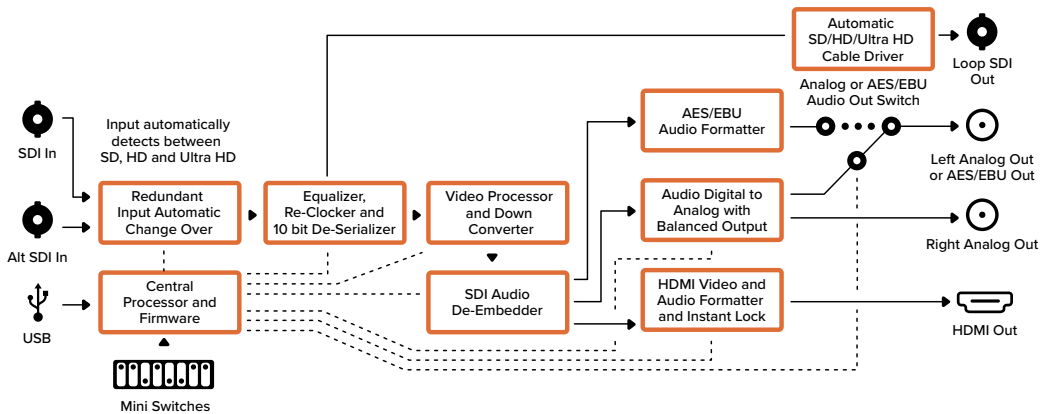 Automatic
SD/HD/Ultra HD
Cable Driver
Loop SDI
Out
Analog or AES/EBU
Audio Out Switch
AES/EBU
Audio Formatter
SDI In
Input automatically
detects between
SD, HD and Ultra HD
Left Analog Out
or AES/EBU Out
Redundant
Input Automatic
Change Over
Equalizer,
Re-Clocker and
10 bit De-Serializer
Video Processor
and Down
Converter
Audio Digital to
Analog with
Balanced Output
Alt SDI In
Right Analog Out
Central
Processor and
Firmware
SDI Audio
De-Embedder
HDMI Video and
Audio Formatter
and Instant Lock
USB
HDMI Out
Mini Switches